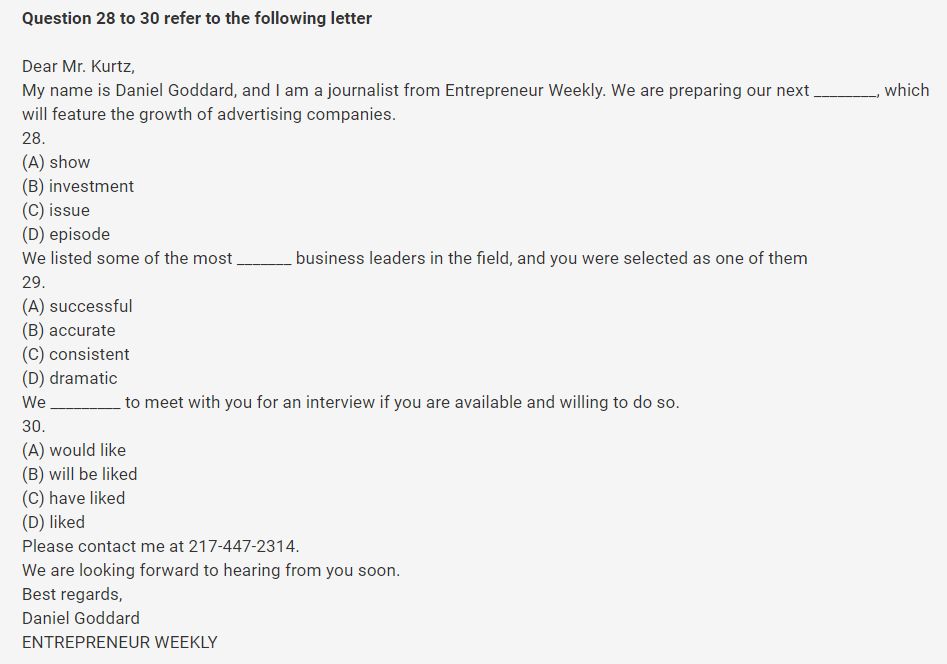 Question 28 to 30 refer to the following letter
Dear Mr. Kurtz,
My name is Daniel Goddard, and I am a journalist from Entrepreneur Weekly. We are preparing our next ________, which
will feature the growth of advertising companies.
28.
(A) show
(B) investment
(C) issue
(D) episode
We listed some of the most _______ business leaders in the field, and you were selected as one of them
29.
(A) successful
(B) accurate
(C) consistent
(D) dramatic
We _________ to meet with you for an interview if you are available and willing to do so.
30.
(A) would like
(B) will be liked
(C) have liked
(D) liked
Please contact me at 217-447-2314.
We are looking forward to hearing from you soon.
Best regards,
Daniel Goddard
ENTREPRENEUR WEEKLY